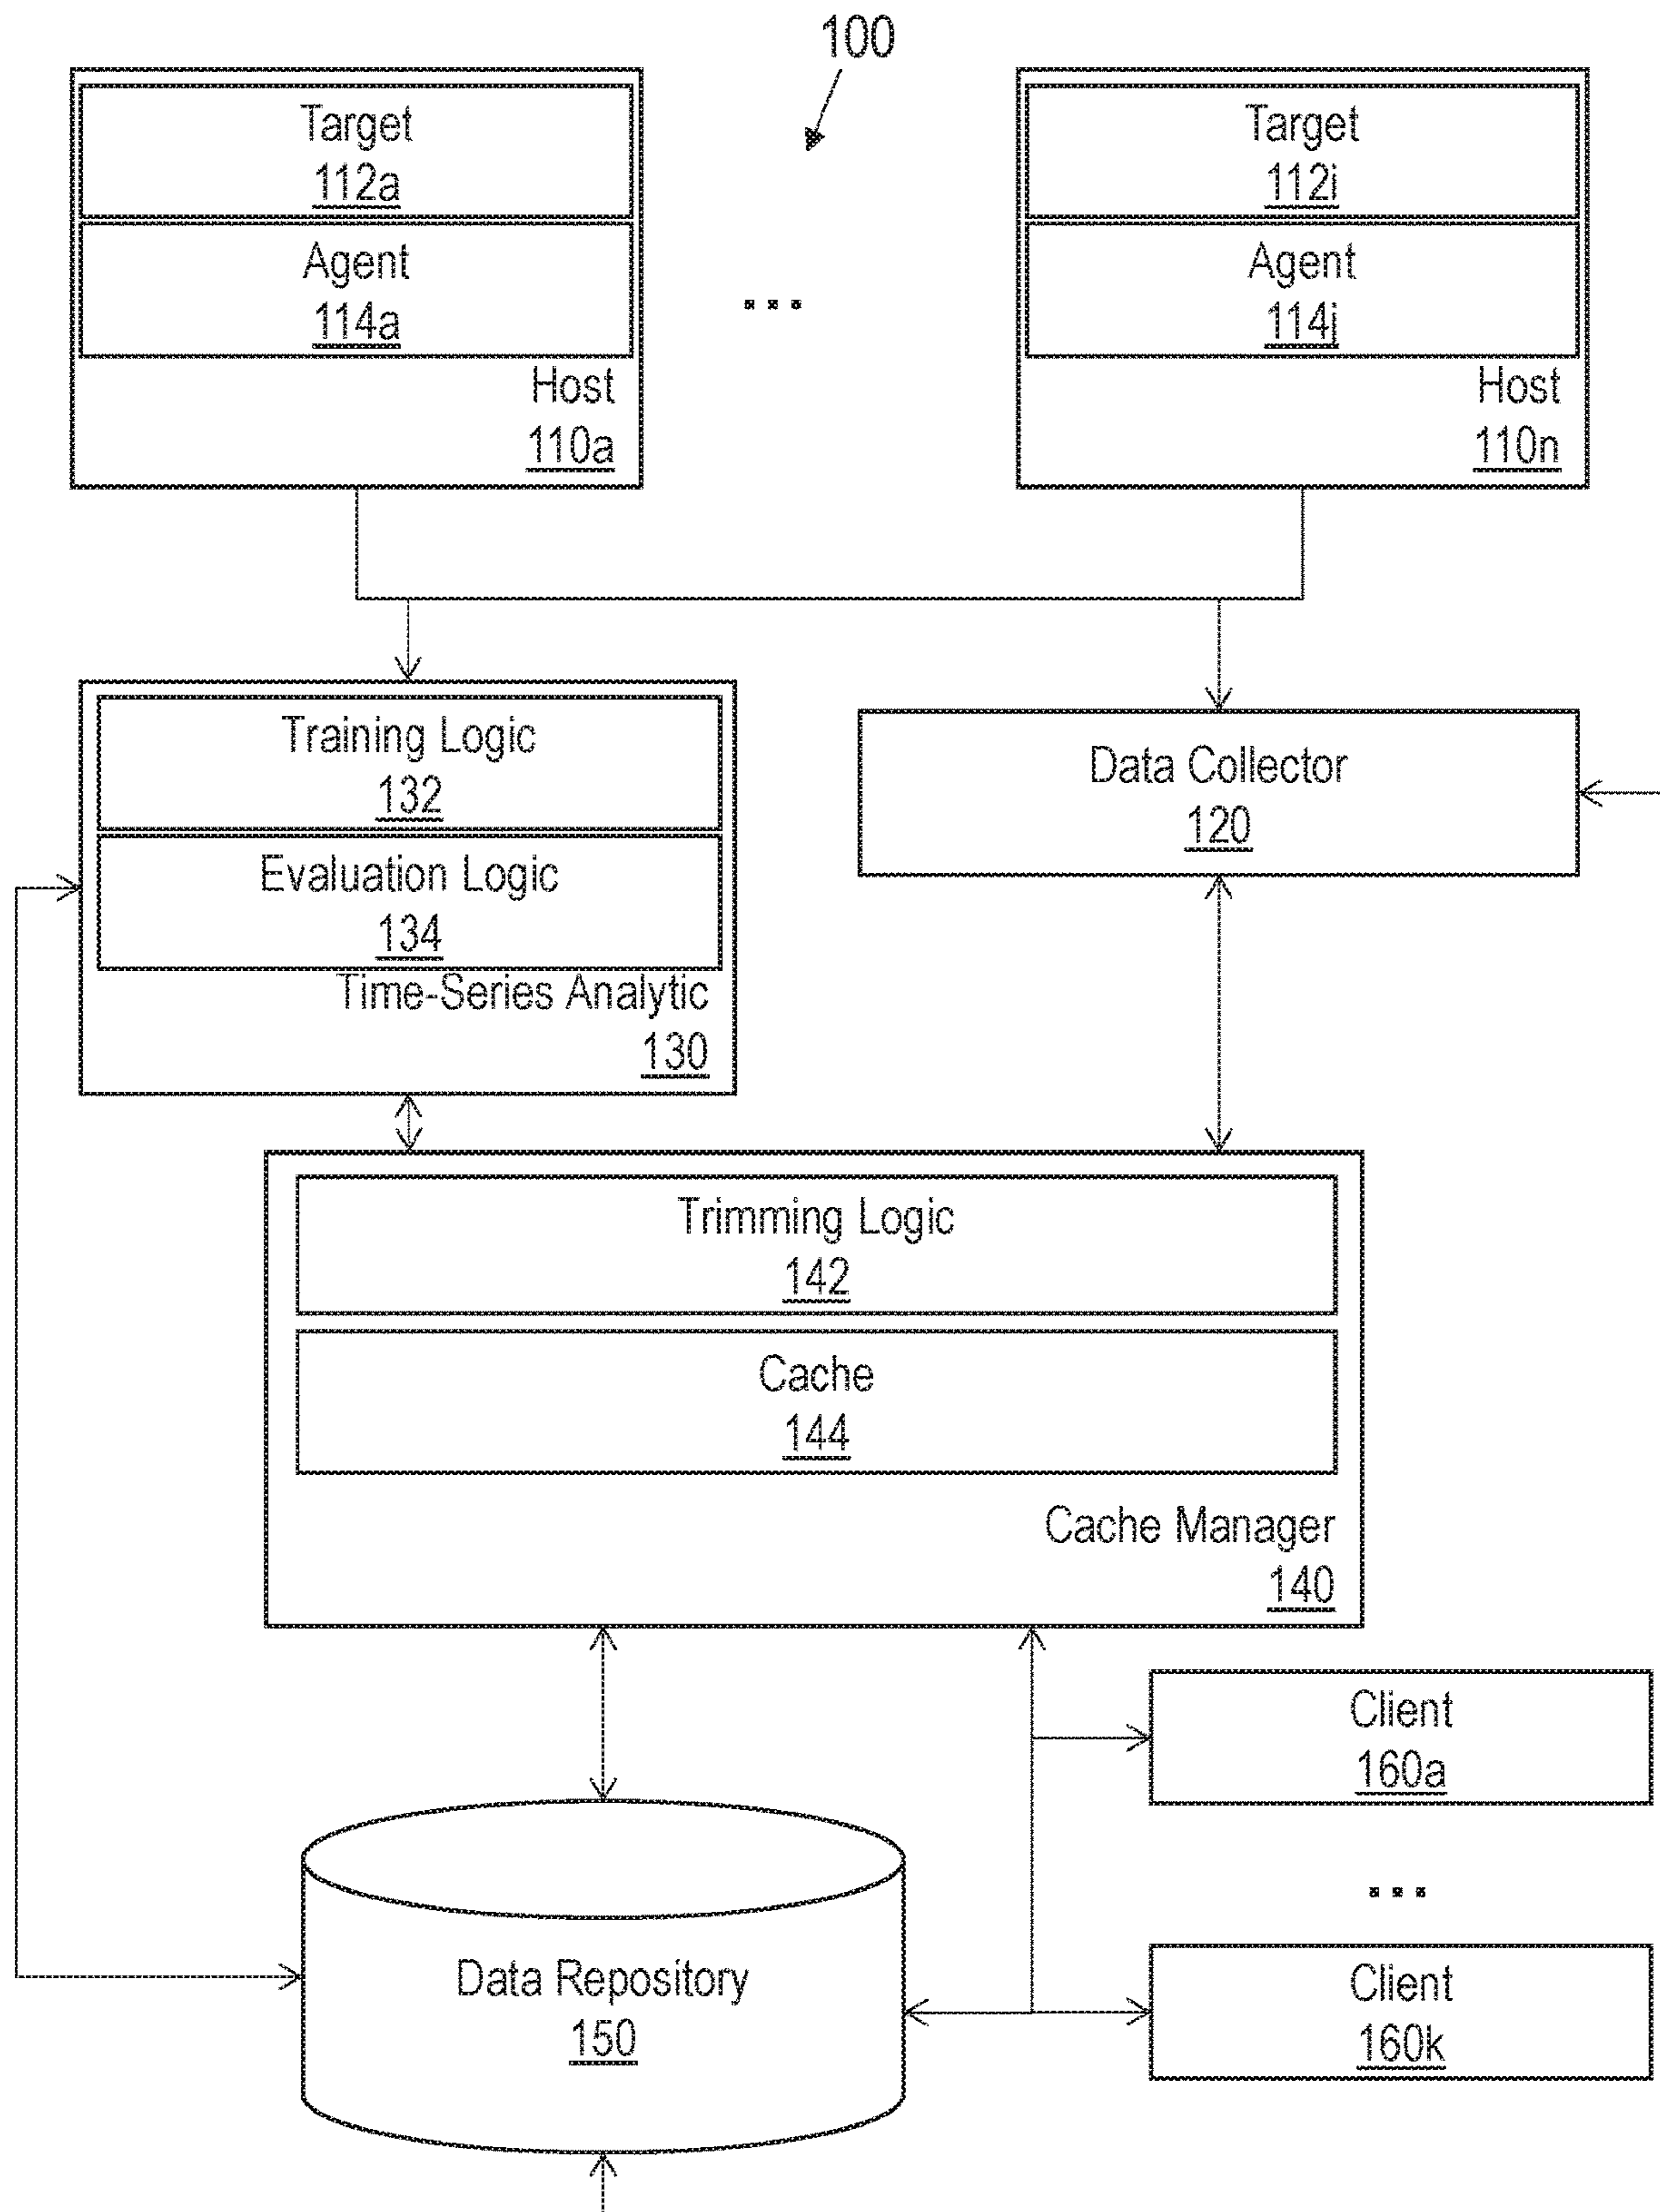 100
Target
112a
Agent
114a
Host
110a
...
Target
112i
Agent
114j
Host
110n
Training Logic
132
Evaluation Logic
134
Time-Series Analytic
130
Data Collector
120
Trimming Logic
142
Cache
144
Cache Manager
140
Client
160a
...
Client
160k
Data Repository
150